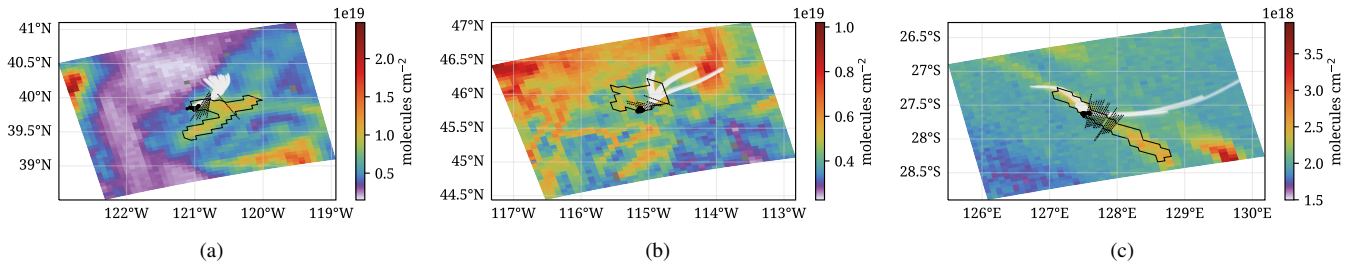 1e19
41°N
40.5°N
40°N
39.5°N
39°N
122°W 121°W 120°W 119°W
2.0
1.5
1.0
0.5
molecules cm−2
(a)
1e19
47°N
46.5°N
46°N
45.5°N
45°N
44.5°N
117°W 116°W 115°W 114°W 113°W
1.0
0.8
0.6
0.4
molecules cm−2
(b)
1e18
26.5°S
27°S
27.5°S
28°S
28.5°S
126°E 127°E 128°E 129°E 130°E
3.5
3.0
2.5
2.0
1.5
molecules cm−2
(c)